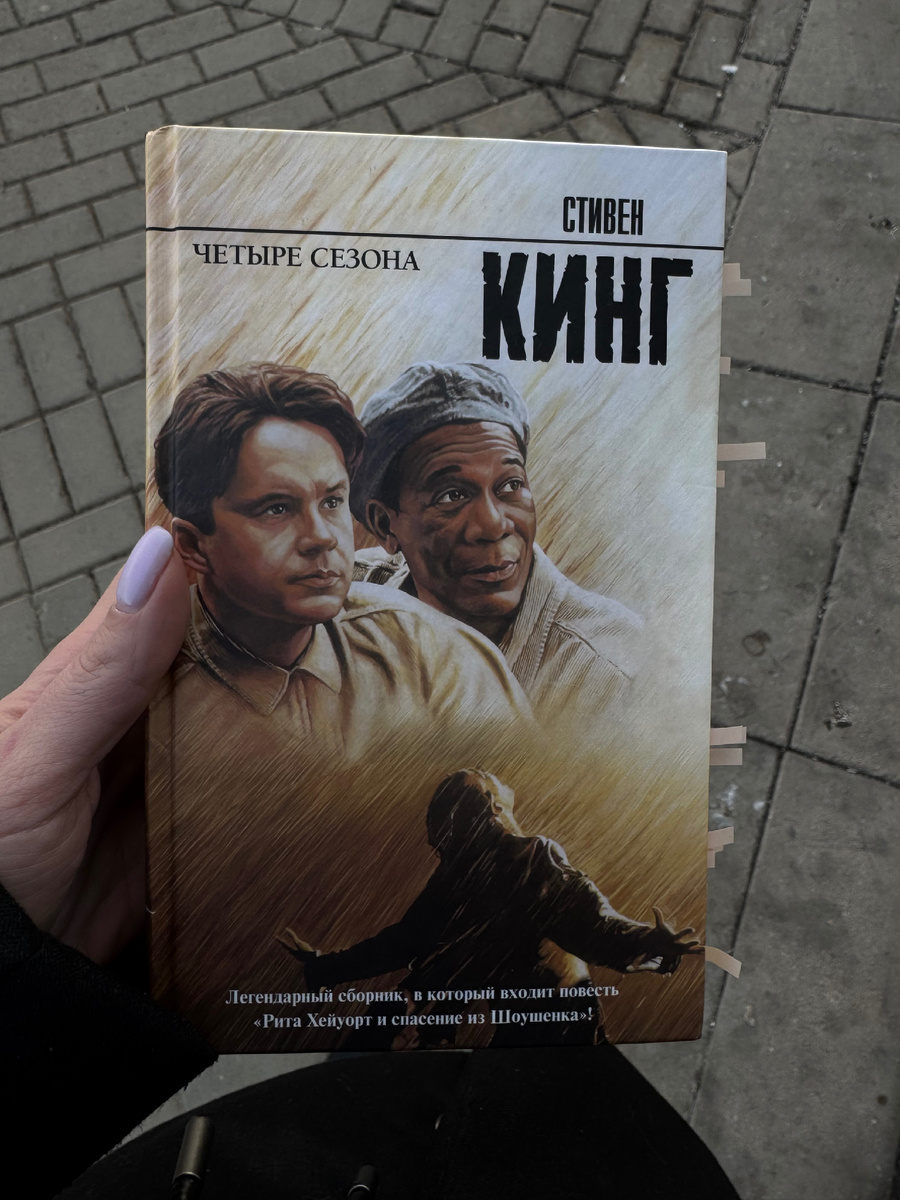 СТИВЕН
КИНГ
ЧЕТЫРЕ СЕЗОНА
Легендарный сборник, в который входит повесть
«Рита Хейуорт и спасение из Шоушенка»!